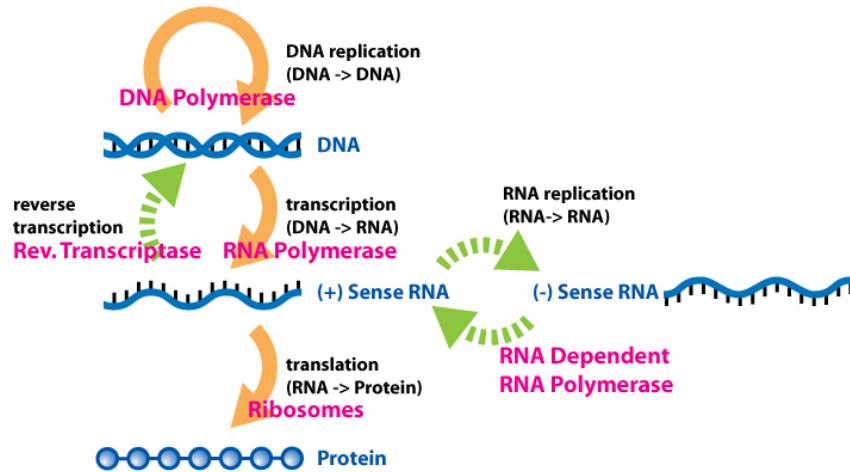 DNA replication
(DNA -> DNA)
DNA Polymerase
DNA
reverse
transcription
Rev. Transcriptase
transcription
(DNA -> RNA)
RNA Polymerase
RNA replication
(RNA-> RNA)
(+) Sense RNA
(-) Sense RNA
RNA Dependent
RNA Polymerase
translation
(RNA -> Protein)
Ribosomes
Protein